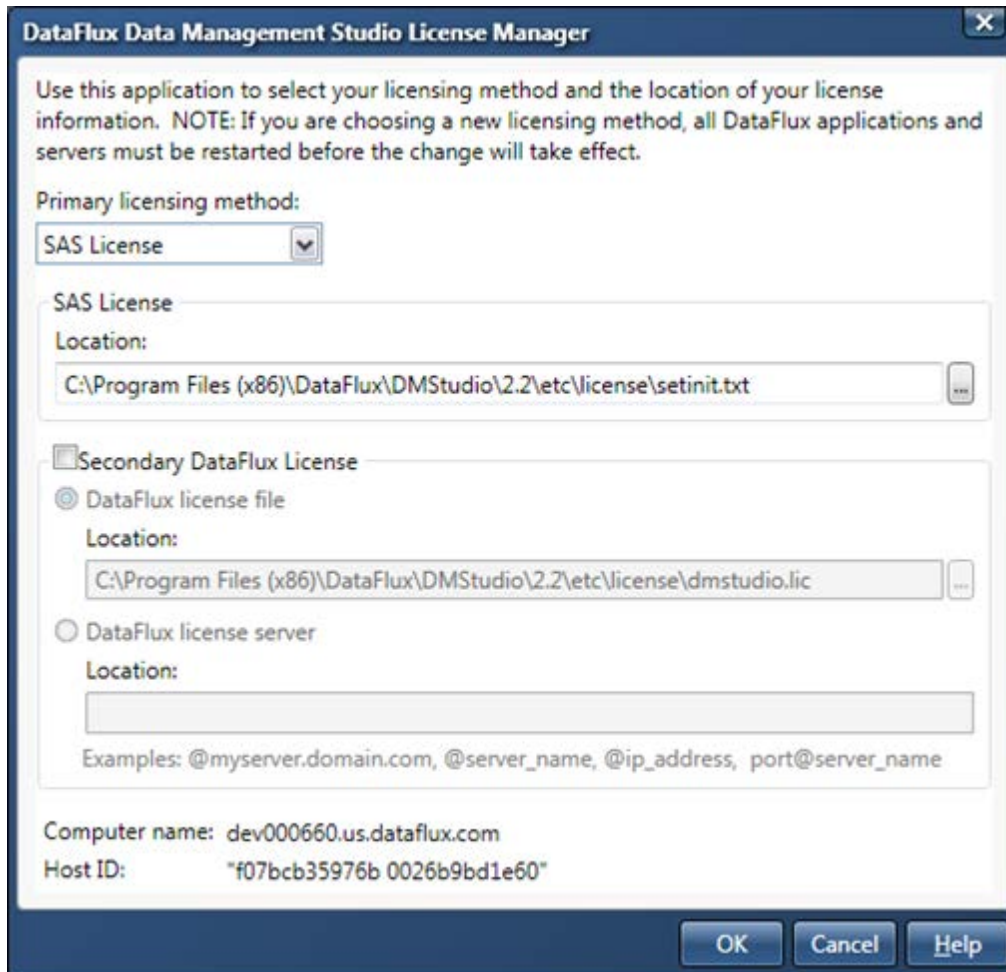 DataFlux Data Management Studio License Manager
Use this application to select your licensing method and the location of your license
information.  NOTE: If you are choosing a new licensing method, all DataFlux applications and
servers must be restarted before the change will take effect.
Primary licensing method:
SAS License
SAS License
Location:
C:\Program Files (x86)\DataFlux\DMStudio\2.2\etc\license\setinit.txt
...
Secondary DataFlux License
DataFlux license file
Location:
C:\Program Files (x86)\DataFlux\DMStudio\2.2\etc\license\dmstudio.lic
...
DataFlux license server
Location:
Examples: @myserver.domain.com, @server_name, @ip_address,  port@server_name
Computer name: dev000660.us.dataflux.com
Host ID: "f07bcb35976b 0026b9bd1e60"
OK Cancel Help